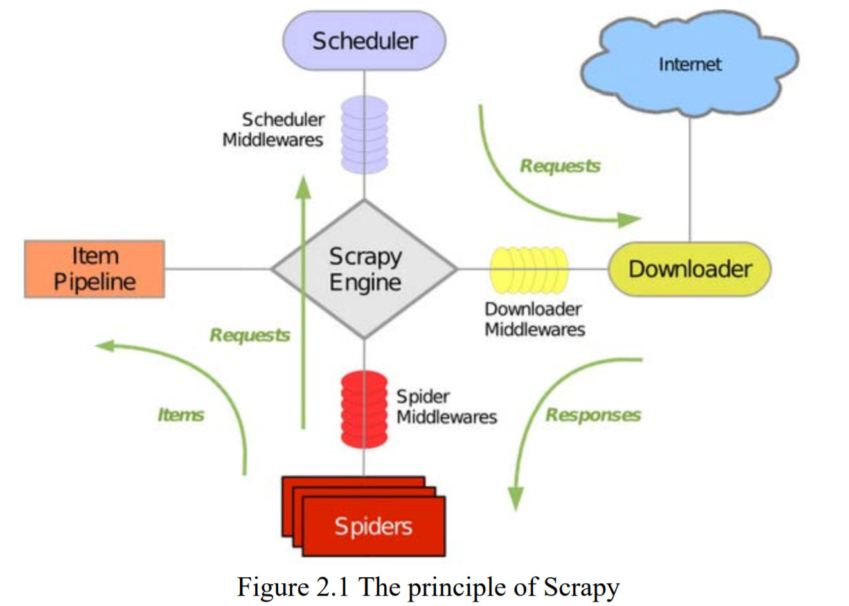 Scheduler
Internet
Scheduler
Middlewares
Requests
Item
Pipeline
Scrapy
Engine
Downloader
Downloader
Middlewares
Requests
Items
Spider
Middlewares
Responses
Spiders
Figure 2.1 The principle of Scrapy